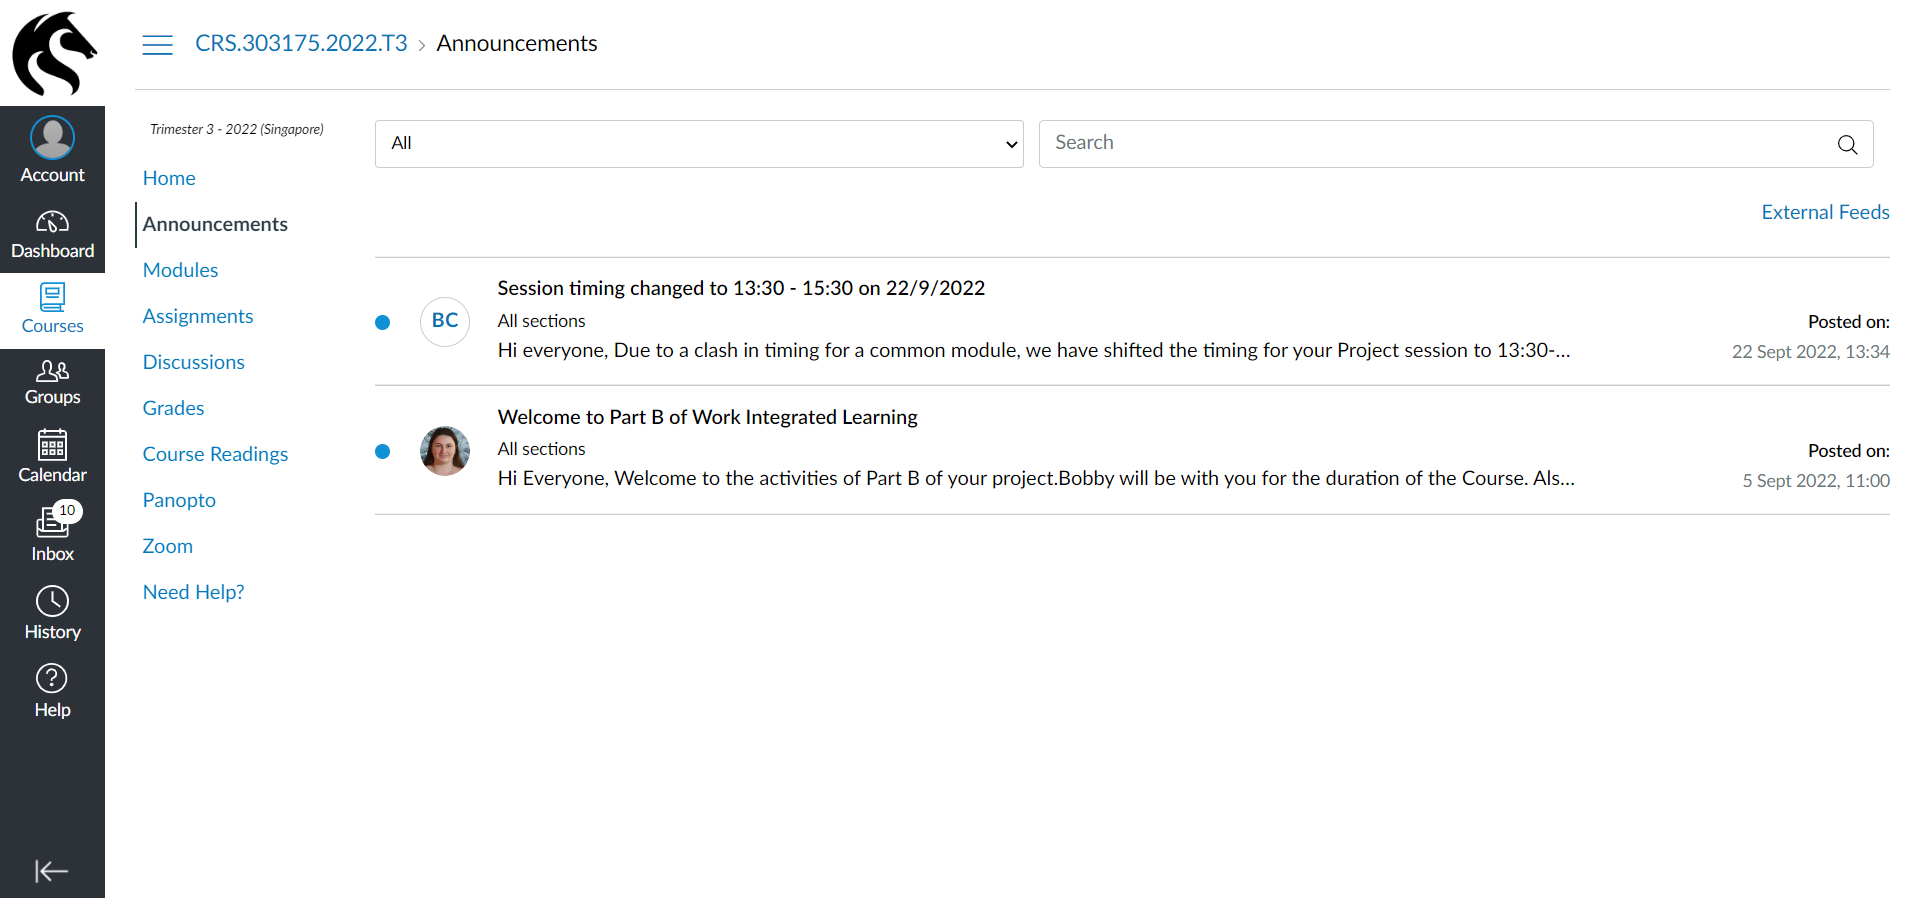 CRS.303175.2022.T3 › Announcements
Account
Dashboard
Courses
Groups
Calendar
10
Inbox
History
Help
Trimester 3 - 2022 (Singapore)
Home
Announcements
Modules
Assignments
Discussions
Grades
Course Readings
Panopto
Zoom
Need Help?
All
Search
External Feeds
BC
Session timing changed to 13:30 - 15:30 on 22/9/2022
All sections
Hi everyone, Due to a clash in timing for a common module, we have shifted the timing for your Project session to 13:30-...
Posted on:
22 Sept 2022, 13:34
Welcome to Part B of Work Integrated Learning
All sections
Hi Everyone, Welcome to the activities of Part B of your project.Bobby will be with you for the duration of the Course. Als...
Posted on:
5 Sept 2022, 11:00